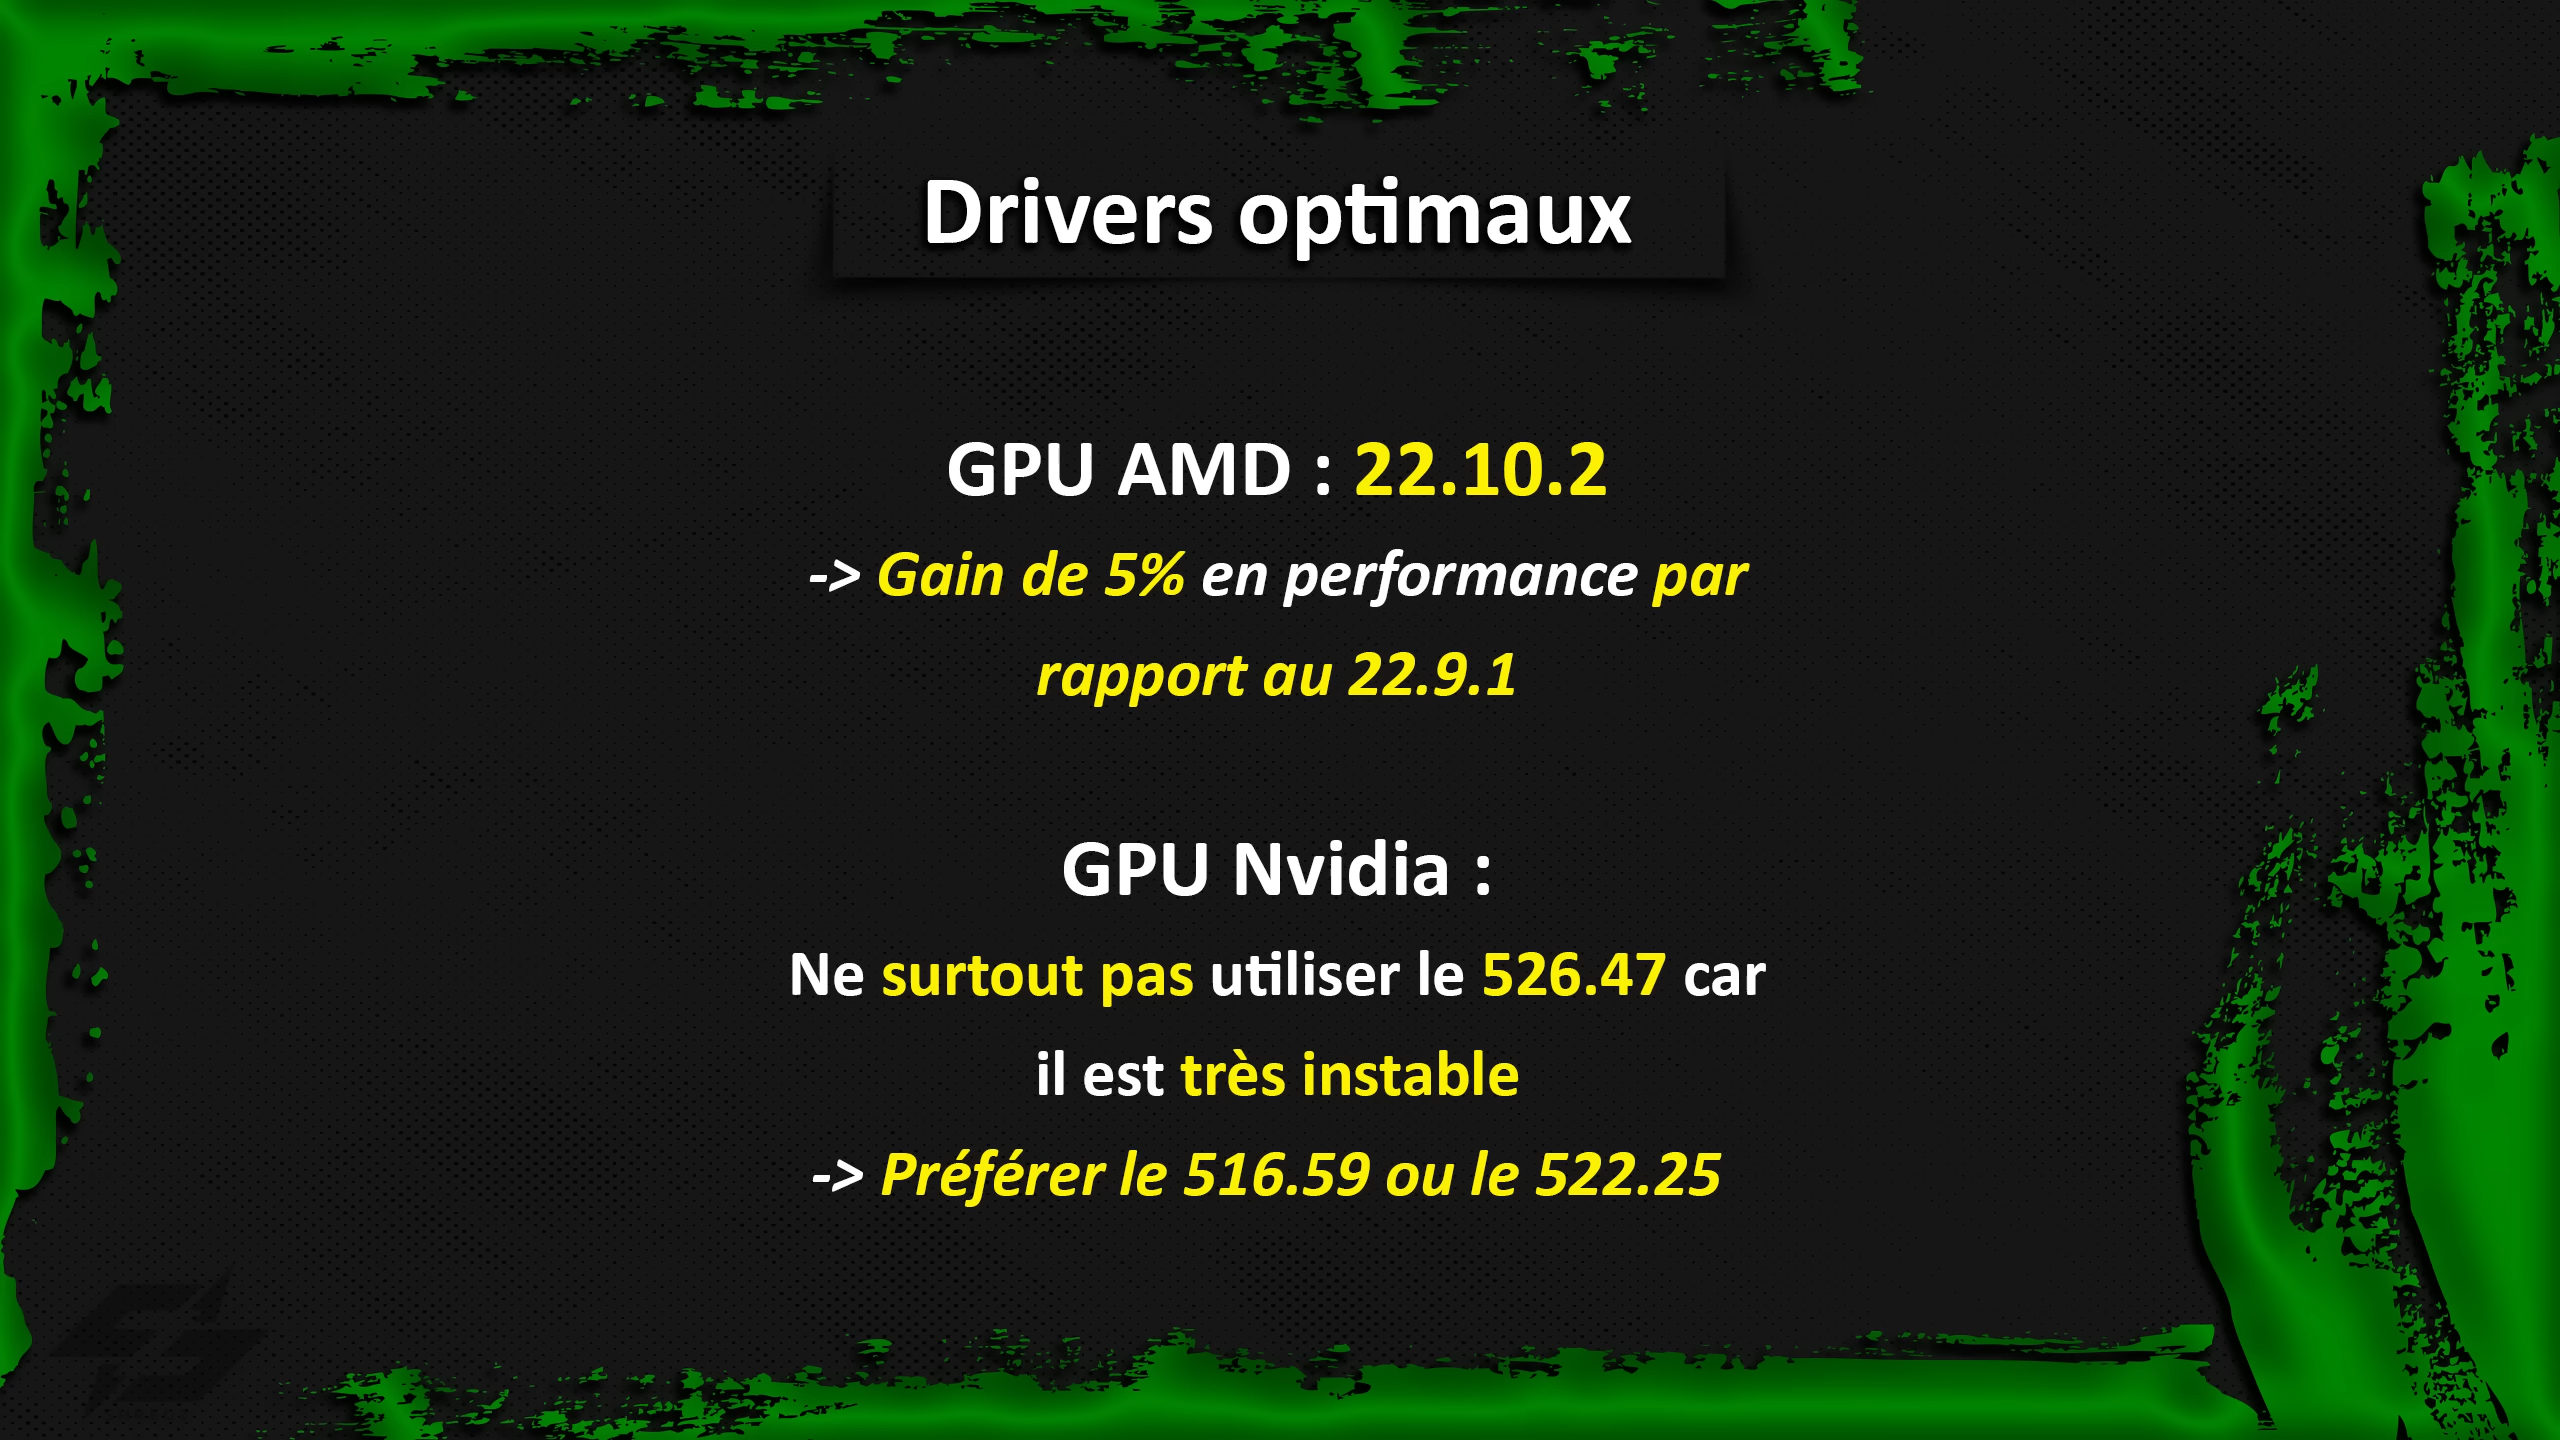 Drivers optimaux
GPU AMD : 22.10.2
-> Gain de 5% en performance par
rapport au 22.9.1
GPU Nvidia :
Ne surtout pas utiliser le 526.47 car
il est très instable
-> Préférer le 516.59 ou le 522.25